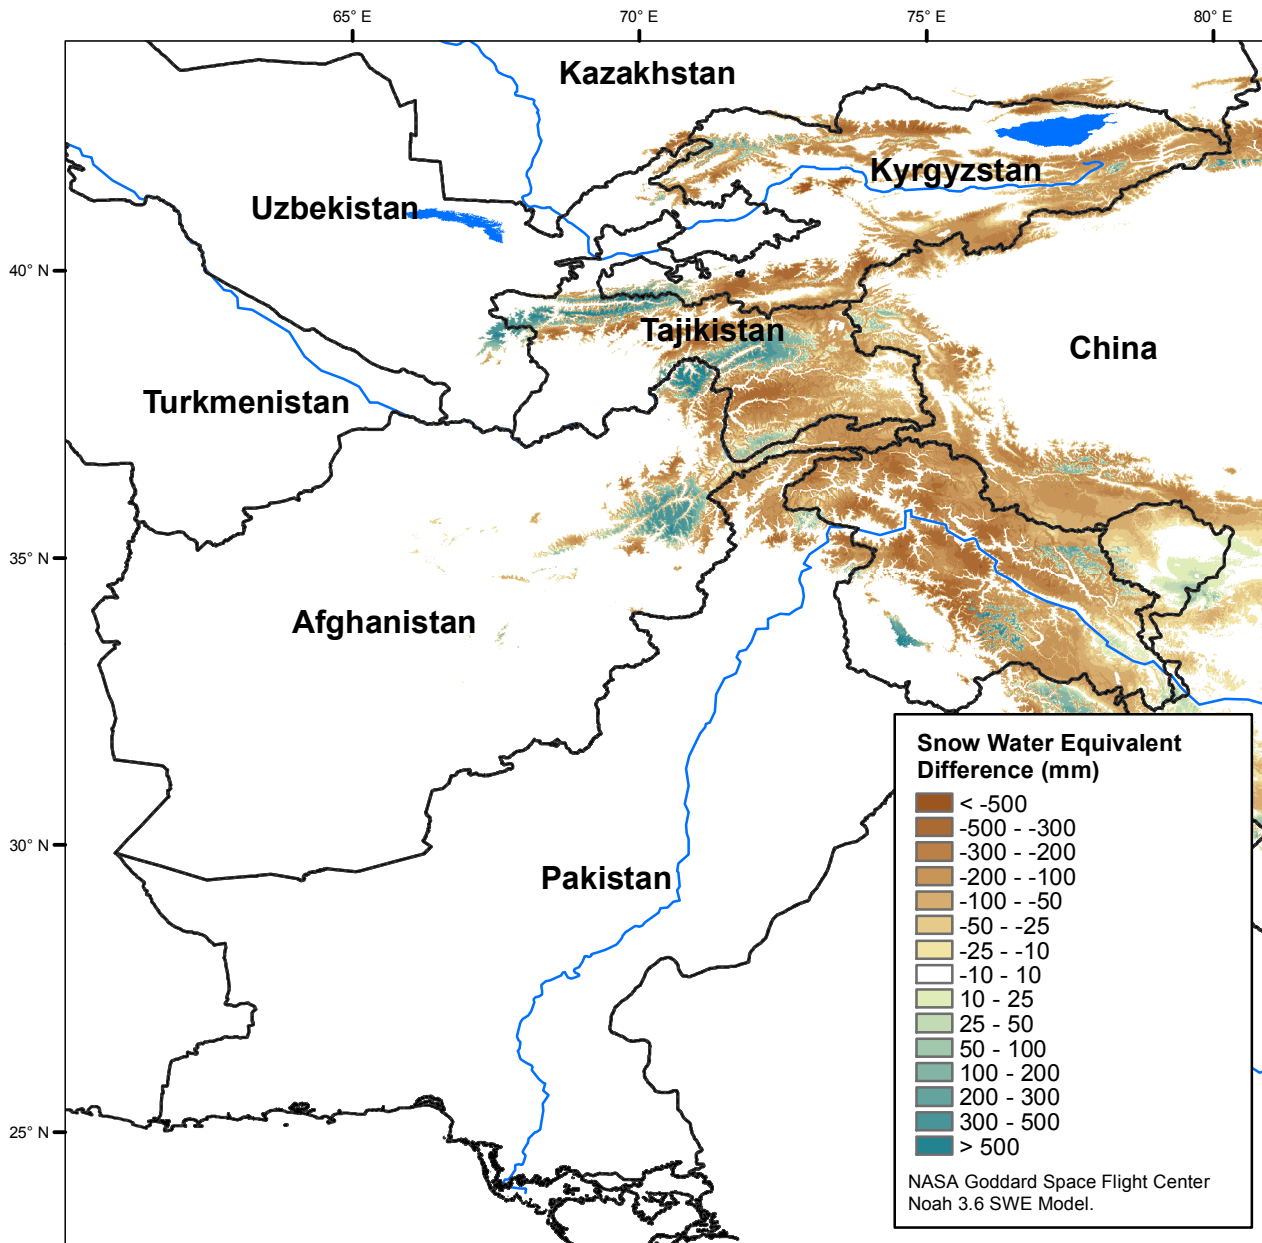 65° E
70° E
75° E
80° E
Kazakhstan
Kyrgyzstan
Uzbekistan
40° N
Tajikistan
China
Turkmenistan
35° N
Afghanistan
30° N
Pakistan
25° N
Snow Water Equivalent
Difference (mm)
< -500
-500 - -300
-300 - -200
-200 - -100
-100 - -50
-50 - -25
-25 - -10
-10 - 10
10 - 25
25 - 50
50 - 100
100 - 200
200 - 300
300 - 500
> 500
NASA Goddard Space Flight Center
Noah 3.6 SWE Model.